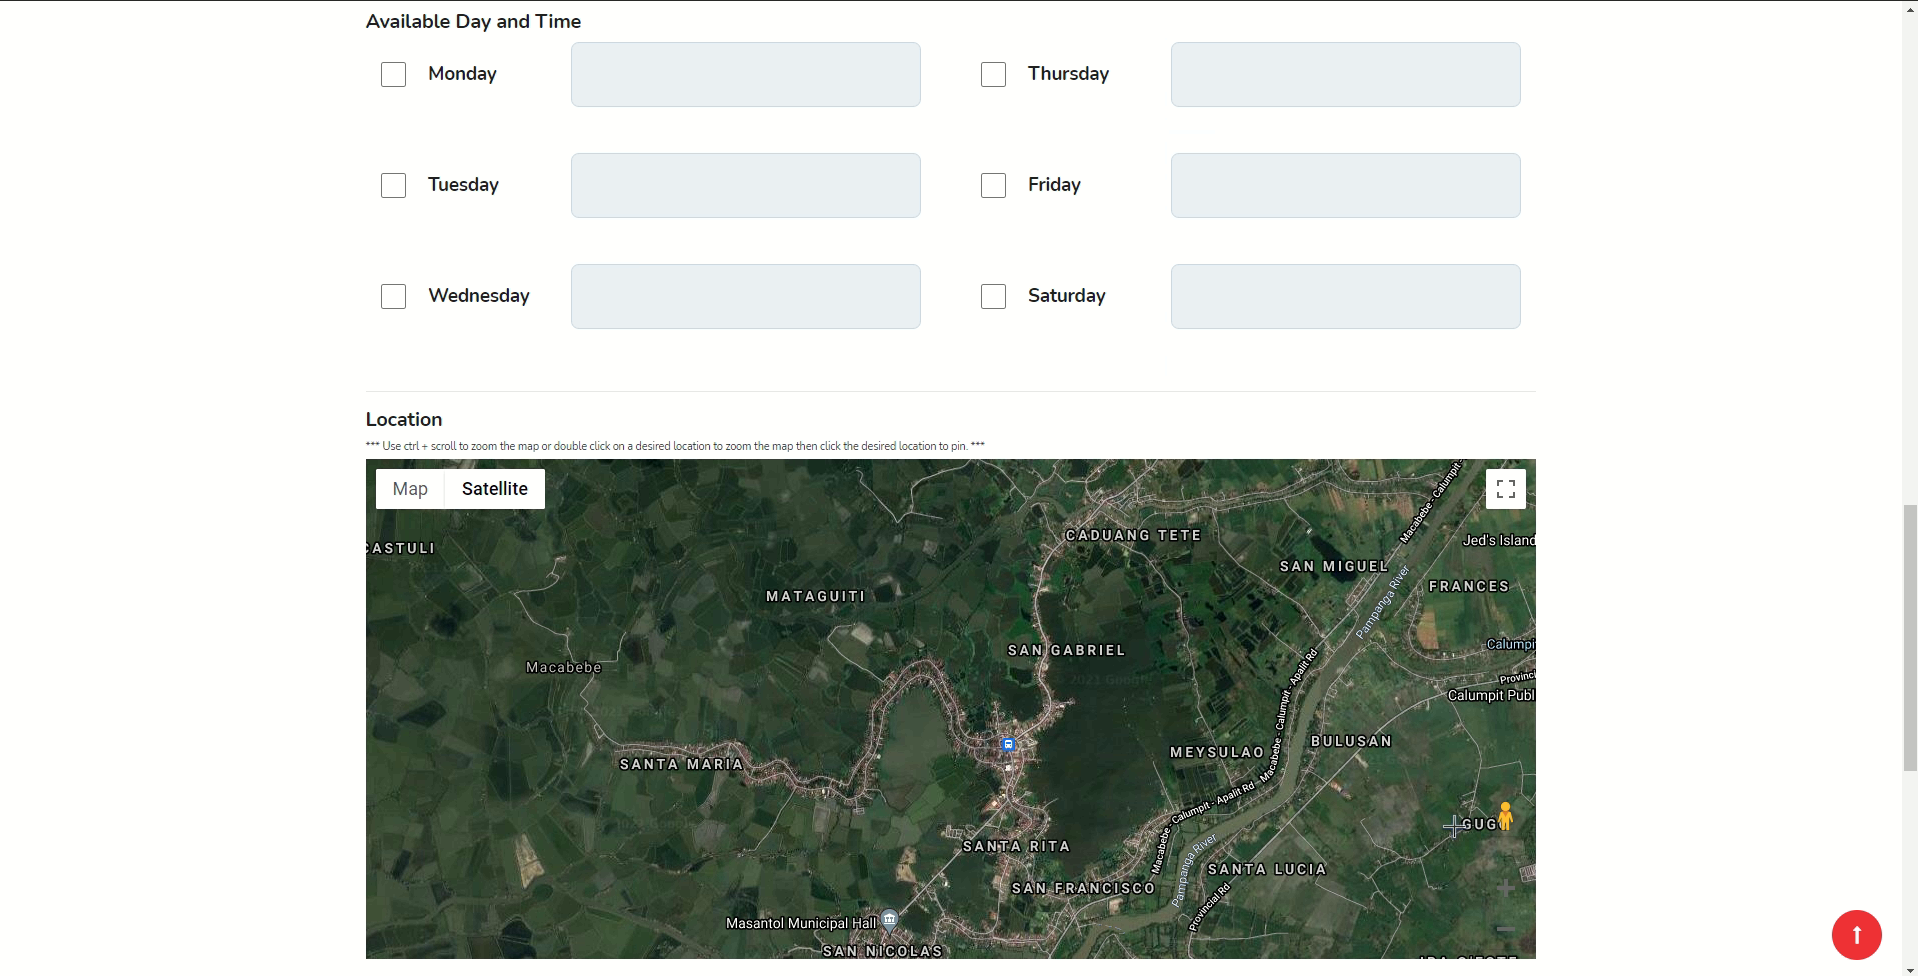 Available Day and Time
Monday
Thursday
Tuesday
Friday
Wednesday
Saturday
Location
*** Use ctrl + scroll to zoom the map or double click on a desired location to zoom the map then click the desired location to pin. ***
Map
Satellite
Macabebe - Calumpit -
CADUANG TETE
Jed's Island
CASTULI
SAN MIGUEL
FRANCES
MATAGUITI
Pampanga River
Calumpi
SAN GABRIEL
Macabebe
Provinci
Calumpit Publ
Macabebe - Calumpit - Apalit Rd
BULUSAN
MEYSULAO
SANTA MARIA
Macabebe - Calumpit - Apalit Rd
GUG
SANTA RITA
Pampanga River
SANTA LUCIA
SAN FRANCISCO
Provincial Rd
Masantol Municipal Hall
SAN NICOLAS